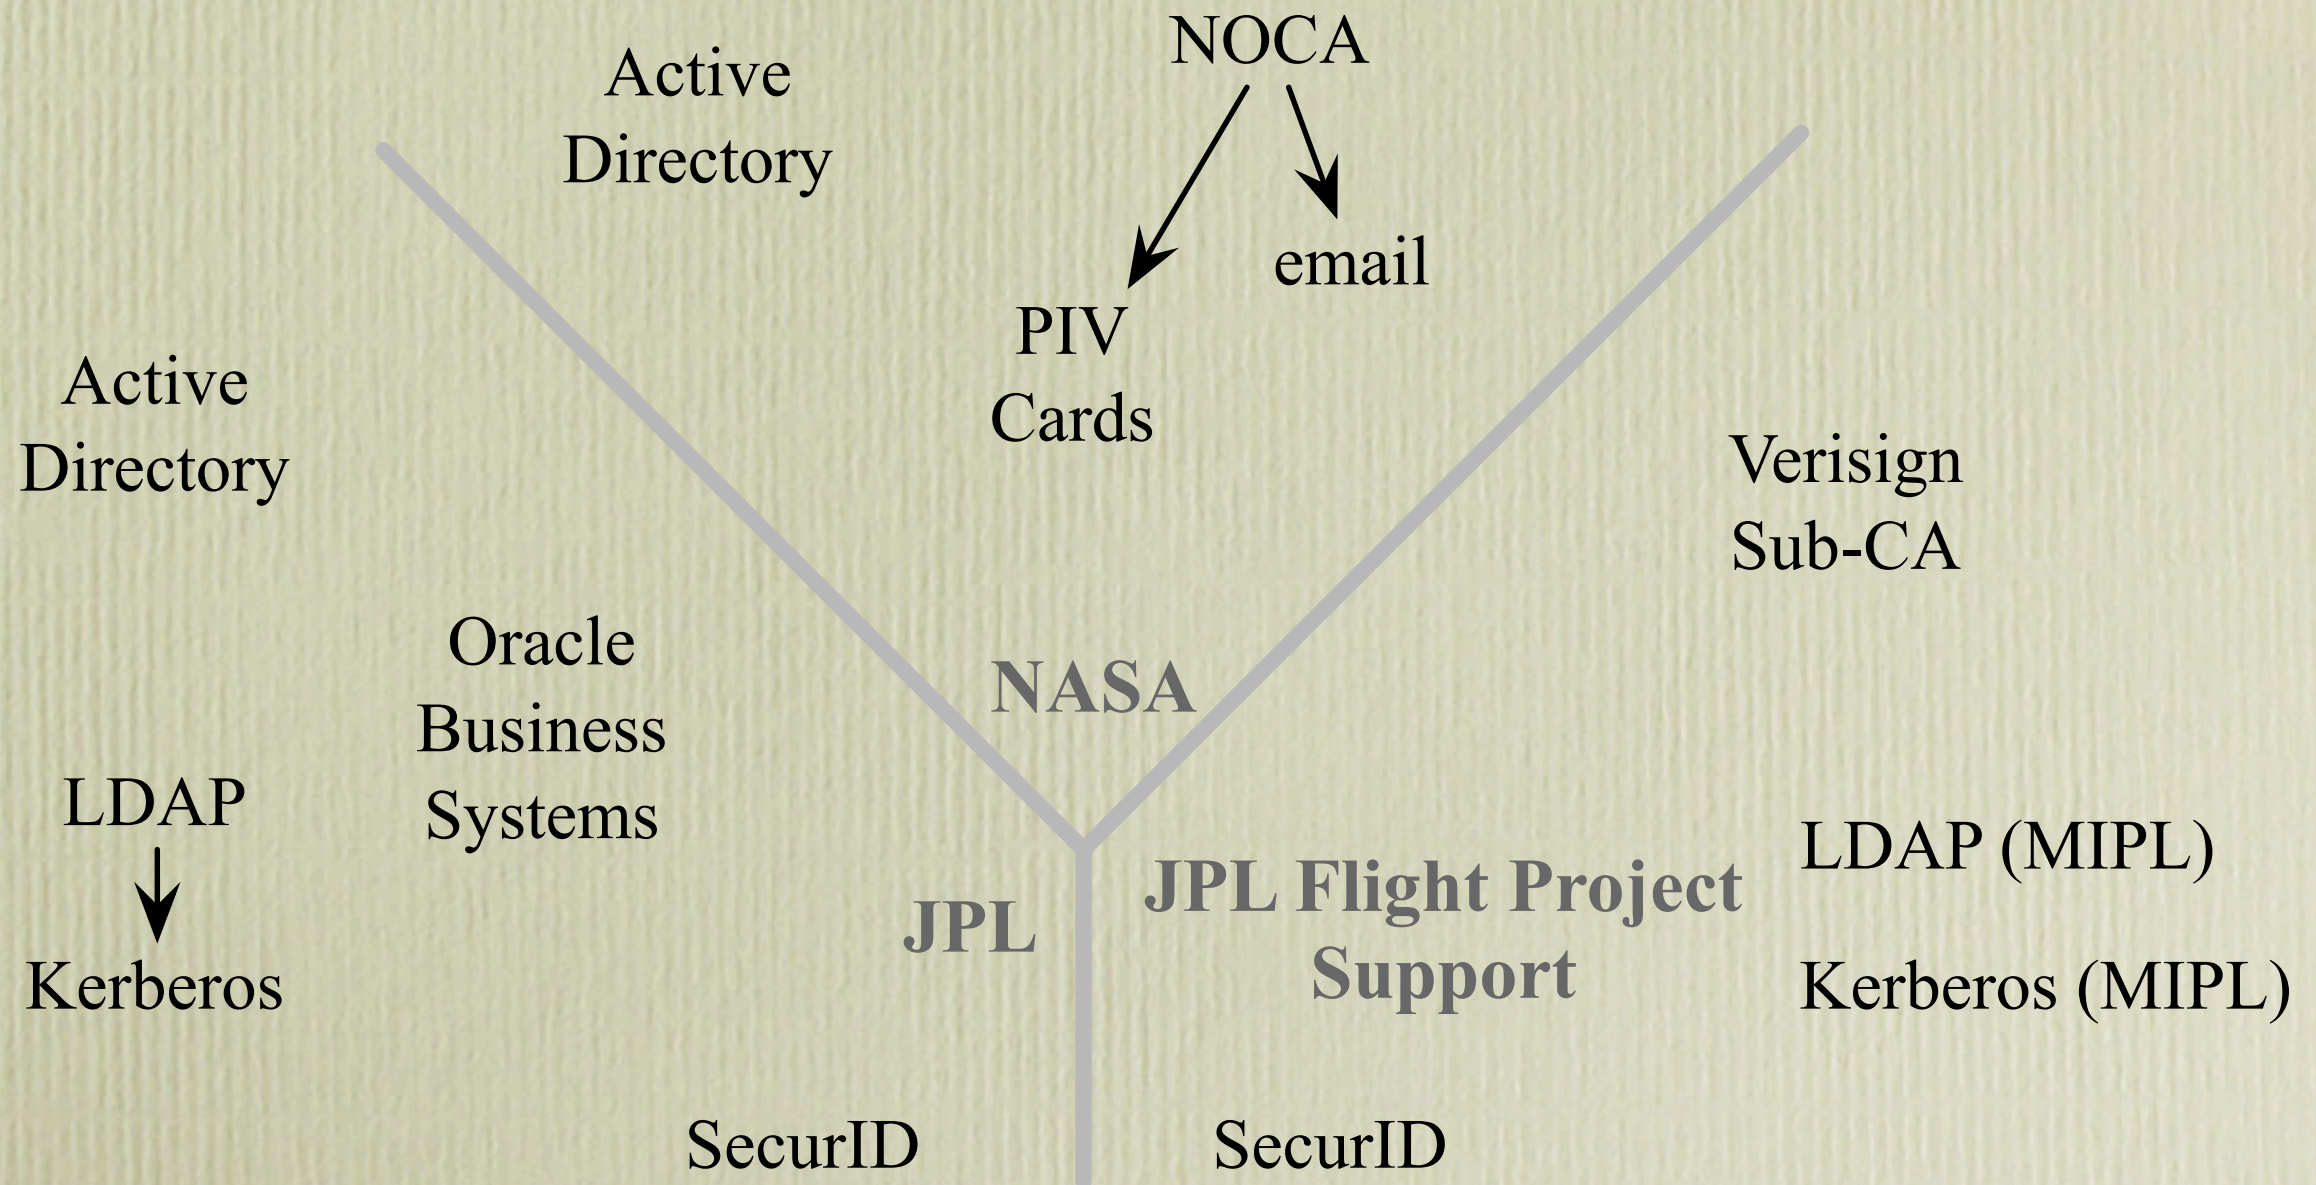 NOCA
Active
Directory
email
PIV
Cards
Active
Directory
Verisign
Sub-CA
Oracle
Business
Systems
NASA
LDAP
Kerberos
JPL
JPL Flight Project
Support
LDAP (MIPL)
Kerberos (MIPL)
SecurID
SecurID